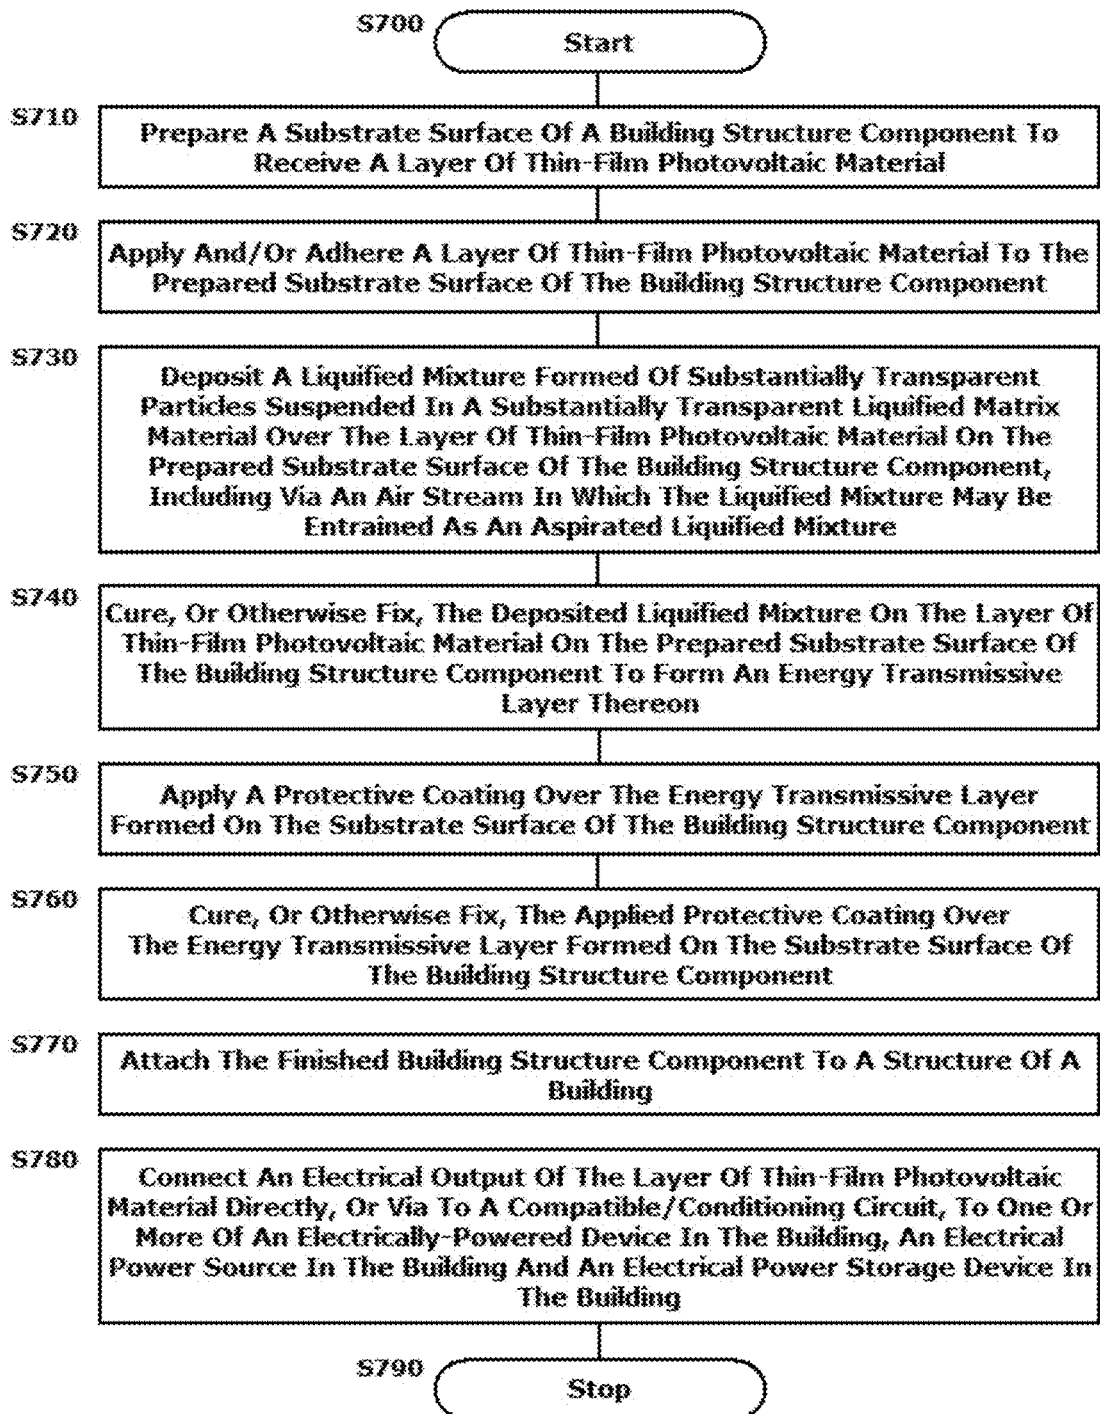 S700
Start
S710
Prepare A Substrate Surface Of A Building Structure Component To
Receive A Layer Of Thin-Film Photovoltaic Material
S720
Apply And/Or Adhere A Layer Of Thin-Film Photovoltaic Material To The
Prepared Substrate Surface Of The Building Structure Component
S730
Deposit A Liquified Mixture Formed Of Substantially Transparent
Particles Suspended In A Substantially Transparent Liquified Matrix
Material Over The Layer Of Thin-Film Photovoltaic Material On The
Prepared Substrate Surface Of The Building Structure Component,
Including Via An Air Stream In Which The Liquified Mixture May Be
Entrained As An Aspirated Liquified Mixture
S740
Cure, Or Otherwise Fix, The Deposited Liquified Mixture On The Layer Of
Thin-Film Photovoltaic Material On The Prepared Substrate Surface Of
The Building Structure Component To Form An Energy Transmissive
Layer Thereon
S750
Apply A Protective Coating Over The Energy Transmissive Layer
Formed On The Substrate Surface Of The Building Structure Component
S760
Cure, Or Otherwise Fix, The Applied Protective Coating Over
The Energy Transmissive Layer Formed On The Substrate Surface Of
The Building Structure Component
S770
Attach The Finished Building Structure Component To A Structure Of A
Building
S780
Connect An Electrical Output Of The Layer Of Thin-Film Photovoltaic
Material Directly, Or Via To A Compatible/Conditioning Circuit, To One Or
More Of An Electrically-Powered Device In The Building, An Electrical
Power Source In The Building And An Electrical Power Storage Device In
The Building
S790
Stop